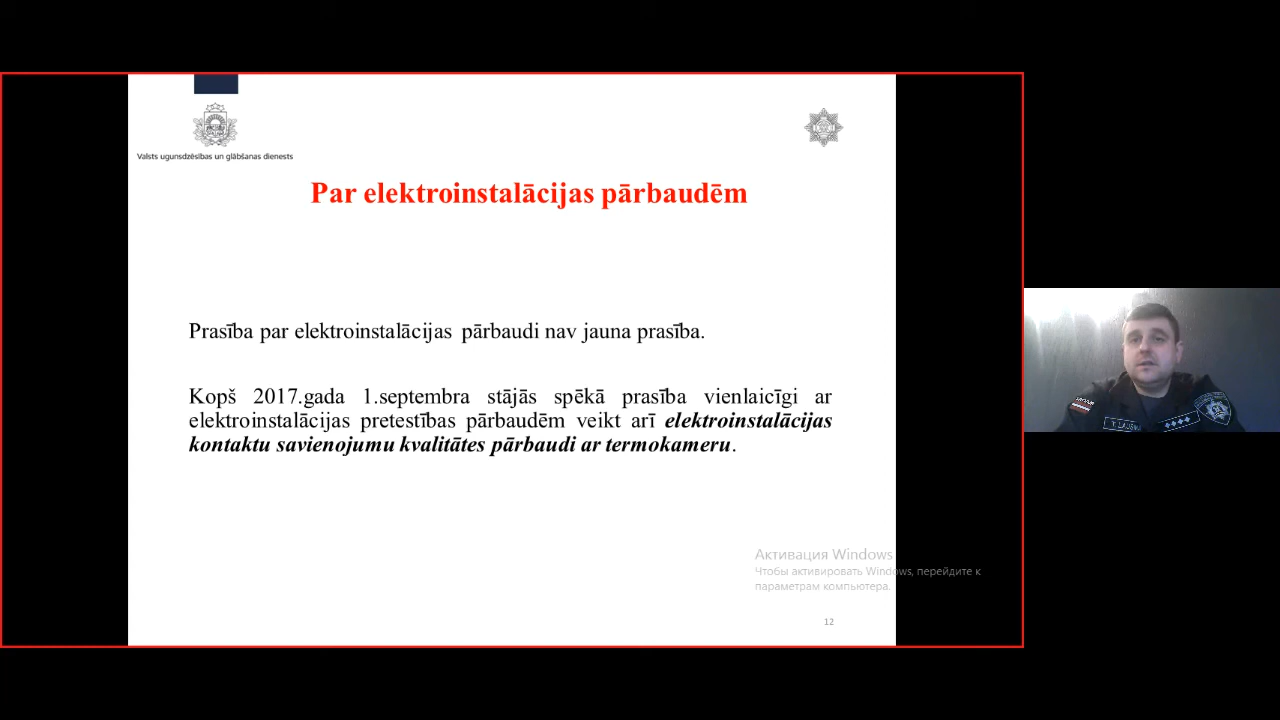 Valsts ugunsdzēsības un glābšanas dienests
Par elektroinstalācijas pārbaudēm
Prasība par elektroinstalācijas pārbaudi nav jauna prasība.
Kopš 2017.gada 1.septembra stājās spēkā prasība vienlaicīgi ar
elektroinstalācijas pretestības pārbaudēm veikt arī elektroinstalācijas
kontaktu savienojumu kvalitātes pārbaudi ar termokameru.
Активация Windows
Чтобы активировать Windows, перейдите к
параметрам компьютера.
12